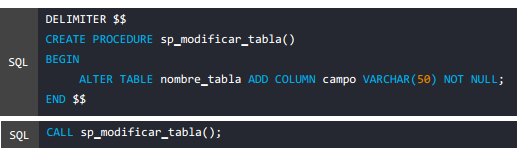 DELIMITER $$
CREATE PROCEDURE sp_modificar_tabla()
BEGIN
SQL
ALTER TABLE nombre_tabla ADD COLUMN campo VARCHAR(50) NOT NULL;
END $$
SQL
CALL sp_modificar_tabla();